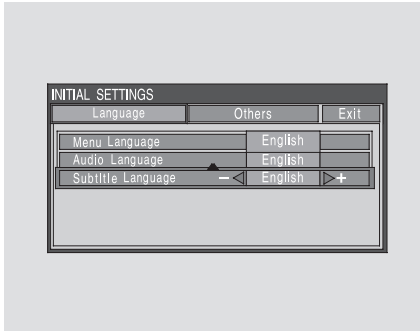 INITIAL SETTINGS
Language Others Exit
Menu Language English
Audio Language English
Subtitle Language – English +